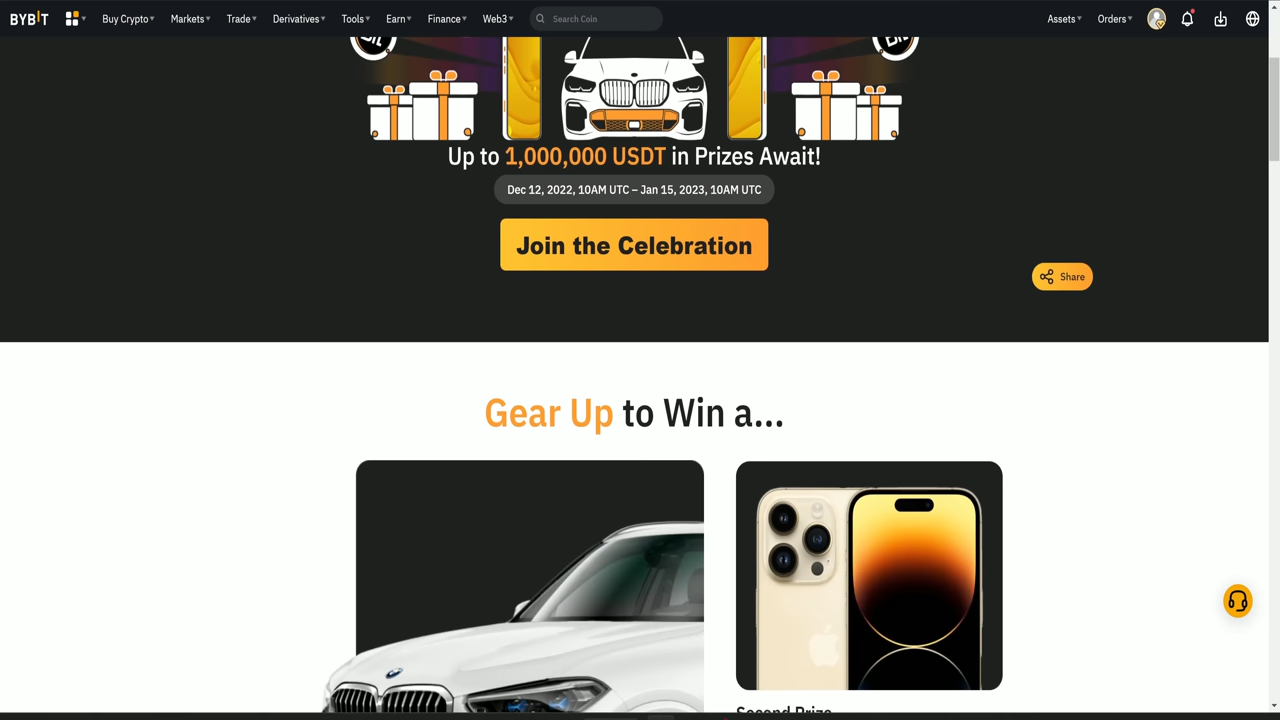 BYBIT
Buy Crypto
Markets
Trade
Derivatives
Tools
Earn
Finance
Web3
Search Coin
Assets
Orders
Up to 1,000,000 USDT in Prizes Await!
Dec 12, 2022, 10AM UTC – Jan 15, 2023, 10AM UTC
Join the Celebration
Share
Gear Up to Win a...
Second Prize